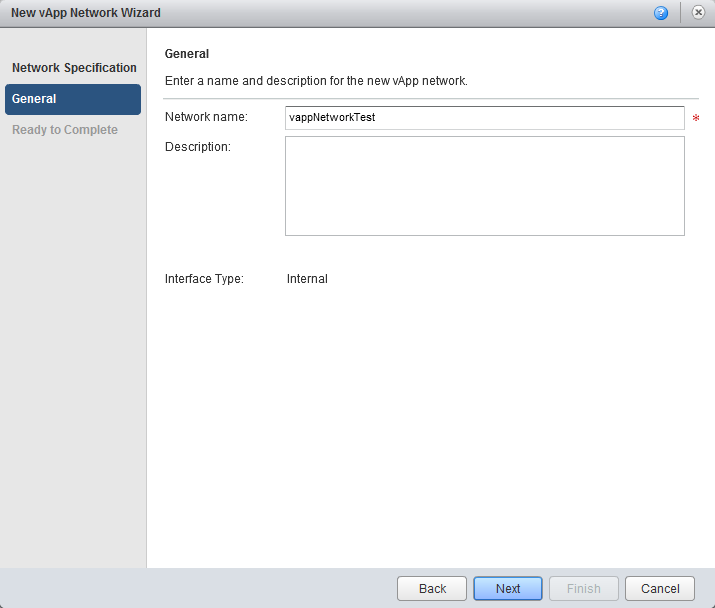 New vApp Network Wizard
?
Network Specification
General
Ready to Complete
General
Enter a name and description for the new vApp network.
Network name: vappNetworkTest *
Description:
Interface Type: Internal
Back Next Finish Cancel